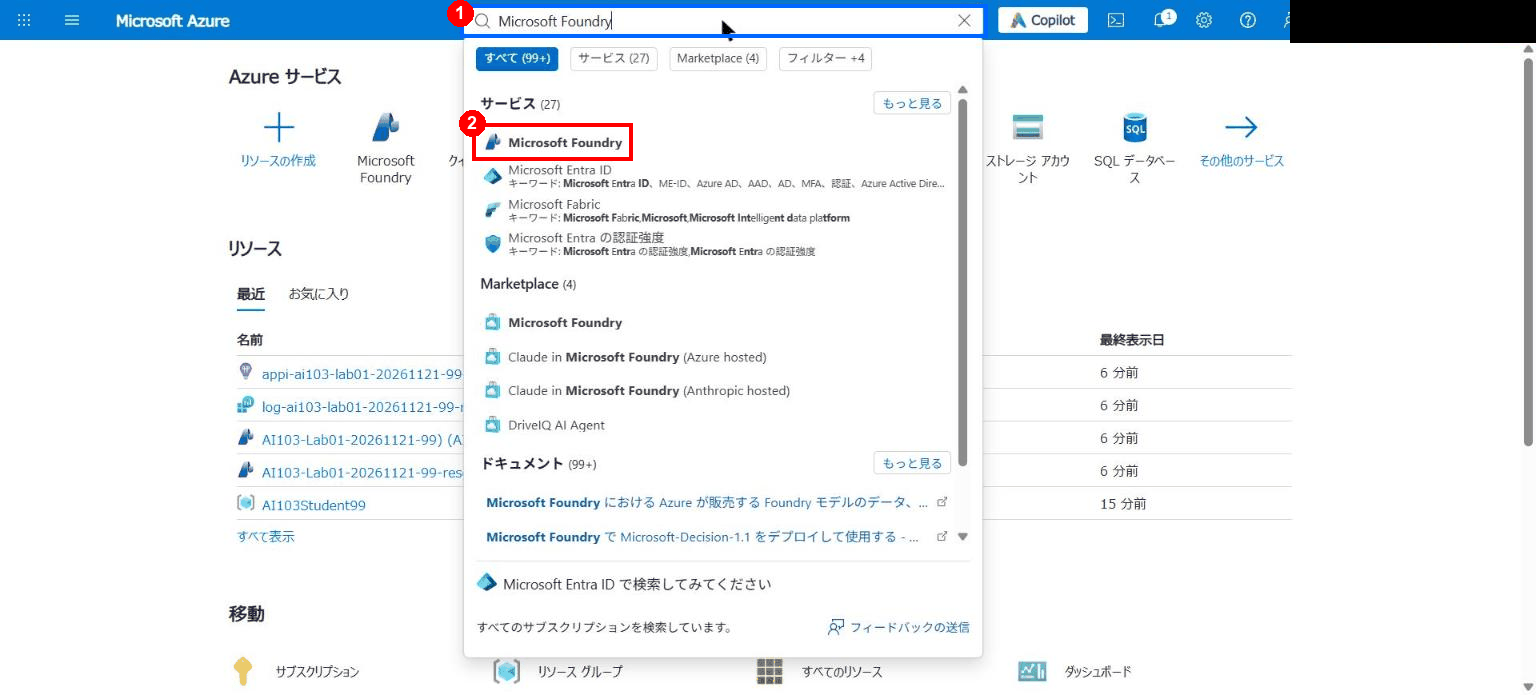 Microsoft Azure
1
Microsoft Foundry
Copilot
1
すべて (99+)
サービス (27)
Marketplace (4)
フィルター +4
Azure サービス
リソースの作成
Microsoft
Foundry
クイ
ストレージ アカウ
ント
SQL
SQL データベー
ス
その他のサービス
サービス (27)
もっと見る
2
Microsoft Foundry
Microsoft Entra ID
キーワード: Microsoft Entra ID、ME-ID、Azure AD、AAD、AD、MFA、認証、Azure Active Dire...
Microsoft Fabric
キーワード: Microsoft Fabric,Microsoft,Microsoft Intelligent data platform
Microsoft Entra の認証強度
キーワード: Microsoft Entra の認証強度,Microsoft Entra の認証強度
Marketplace (4)
Microsoft Foundry
Claude in Microsoft Foundry (Azure hosted)
Claude in Microsoft Foundry (Anthropic hosted)
DriveIQ AI Agent
ドキュメント (99+)
もっと見る
Microsoft Foundry における Azure が販売する Foundry モデルのデータ、...
Microsoft Foundry で Microsoft-Decision-1.1 をデプロイして使用する - ...
Microsoft Entra ID で検索してみてください
すべてのサブスクリプションを検索しています。
フィードバックの送信
リソース
最近
お気に入り
名前
最終表示日
appi-ai103-lab01-20261121-99
6 分前
log-ai103-lab01-20261121-99-r
6 分前
AI103-Lab01-20261121-99) (A
6 分前
AI103-Lab01-20261121-99-res
6 分前
AI103Student99
15 分前
すべて表示
移動
サブスクリプション
リソース グループ
すべてのリソース
ダッシュボード